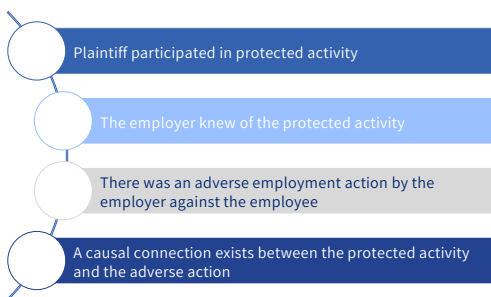 Plaintiff participated in protected activity
The employer knew of the protected activity
There was an adverse employment action by the
employer against the employee
A causal connection exists between the protected activity
and the adverse action